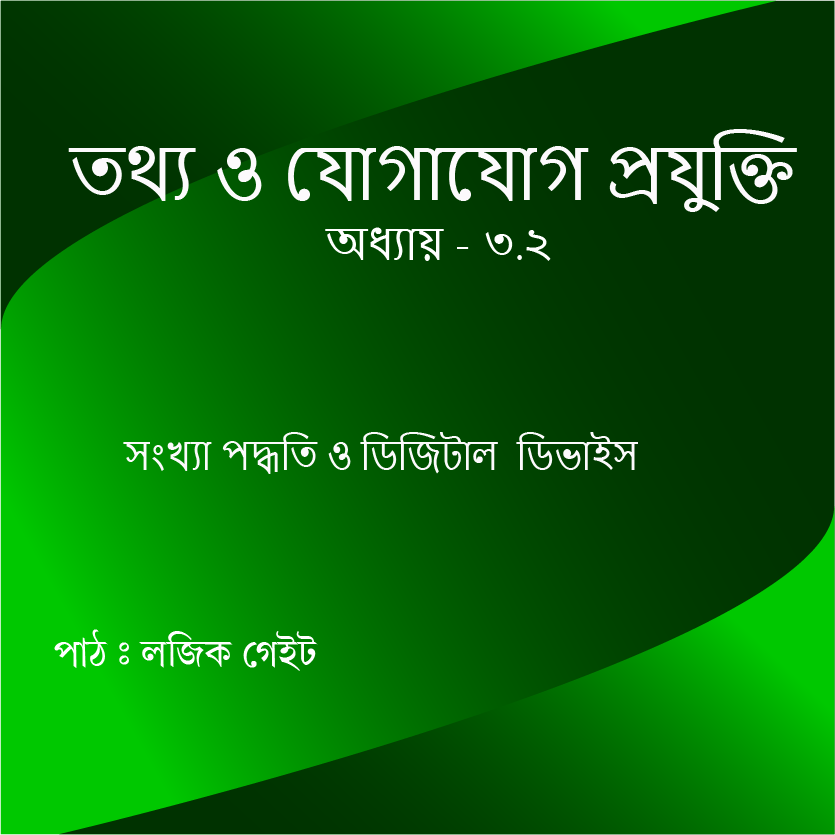 তথ্য ও যোগাযোগ প্রযুক্তি
অধ্যায় - ৩.২
সংখ্যা পদ্ধতি ও ডিজিটাল ডিভাইস
পাঠ ঃ লজিক গেইট